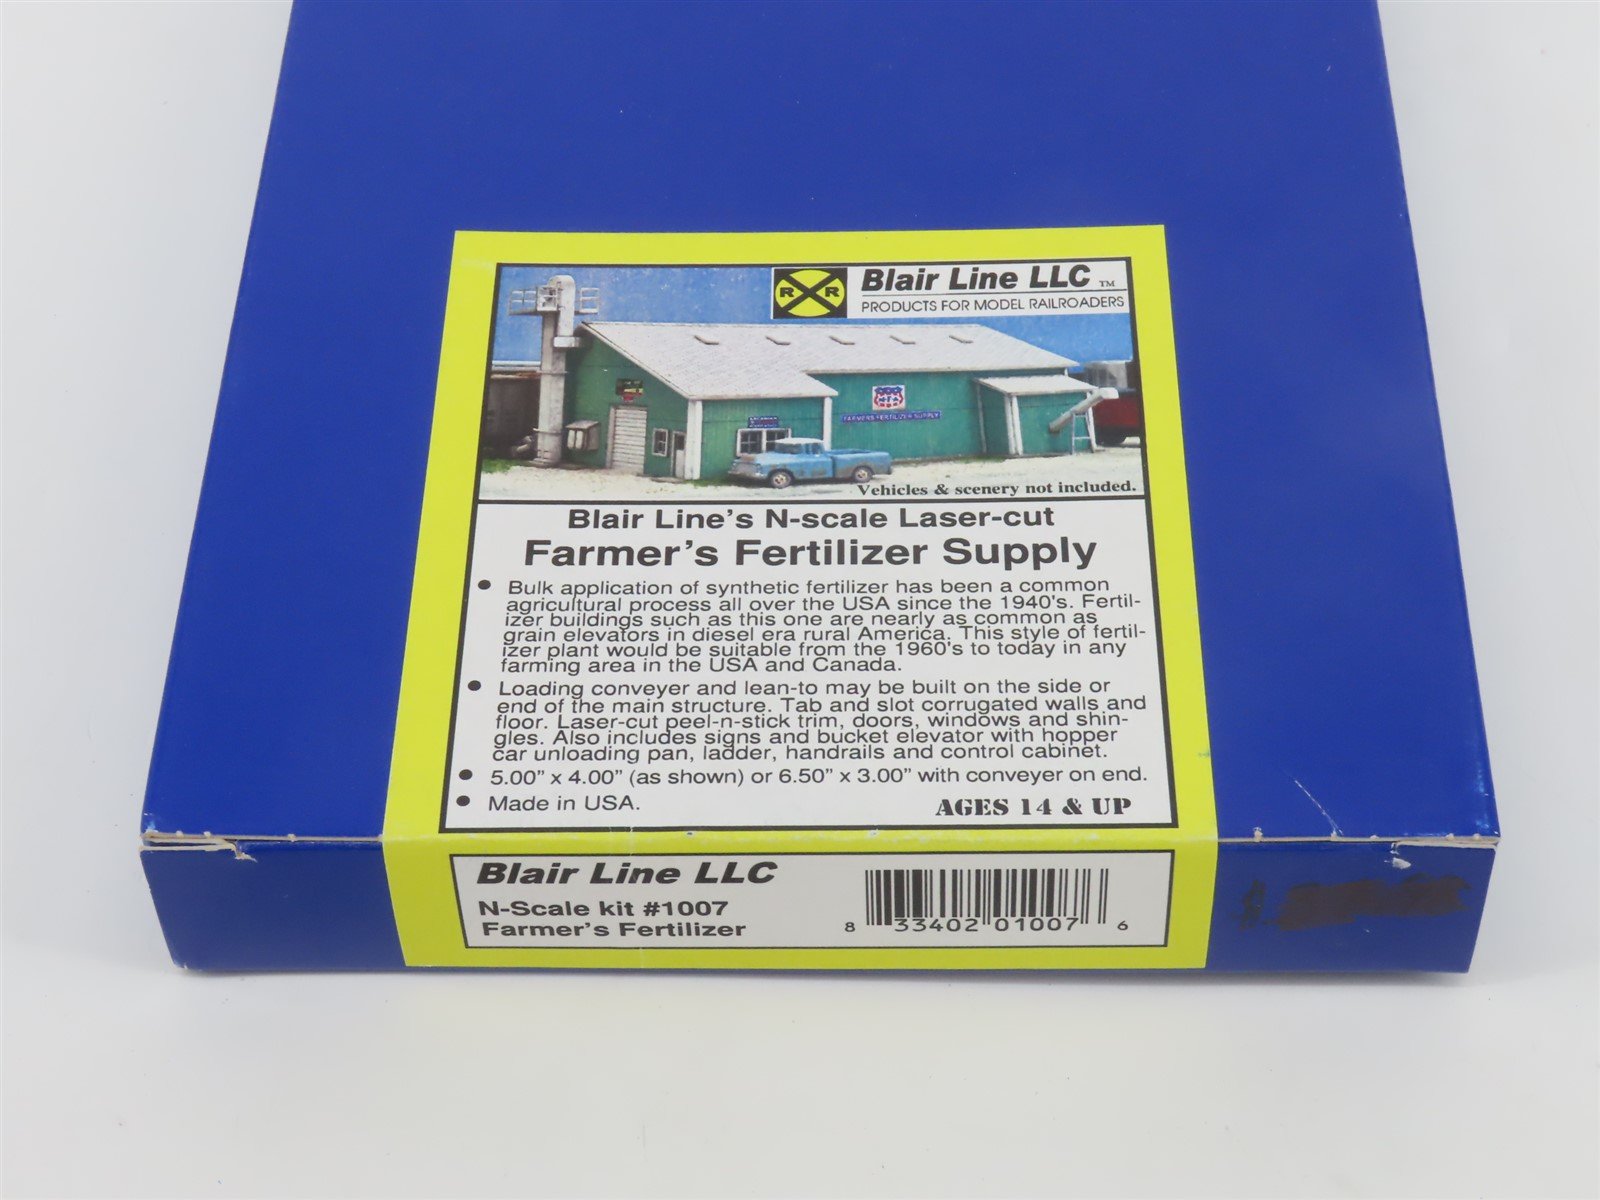 R R
Blair Line LLC ™
PRODUCTS FOR MODEL RAILROADERS
FARMERS FERTILIZER SUPPLY
Vehicles & scenery not included.
Blair Line's N-scale Laser-cut
Farmer's Fertilizer Supply
• Bulk application of synthetic fertilizer has been a common
agricultural process all over the USA since the 1940's. Fertil-
izer buildings such as this one are nearly as common as
grain elevators in diesel era rural America. This style of fertil-
izer plant would be suitable from the 1960's to today in any
farming area in the USA and Canada.
• Loading conveyer and lean-to may be built on the side or
end of the main structure. Tab and slot corrugated walls and
floor. Laser-cut peel-n-stick trim, doors, windows and shin-
gles. Also includes signs and bucket elevator with hopper
car unloading pan, ladder, handrails and control cabinet.
• 5.00" x 4.00" (as shown) or 6.50" x 3.00" with conveyer on end.
• Made in USA.
AGES 14 & UP
Blair Line LLC
N-Scale kit #1007
Farmer's Fertilizer
8 33402 01007 6